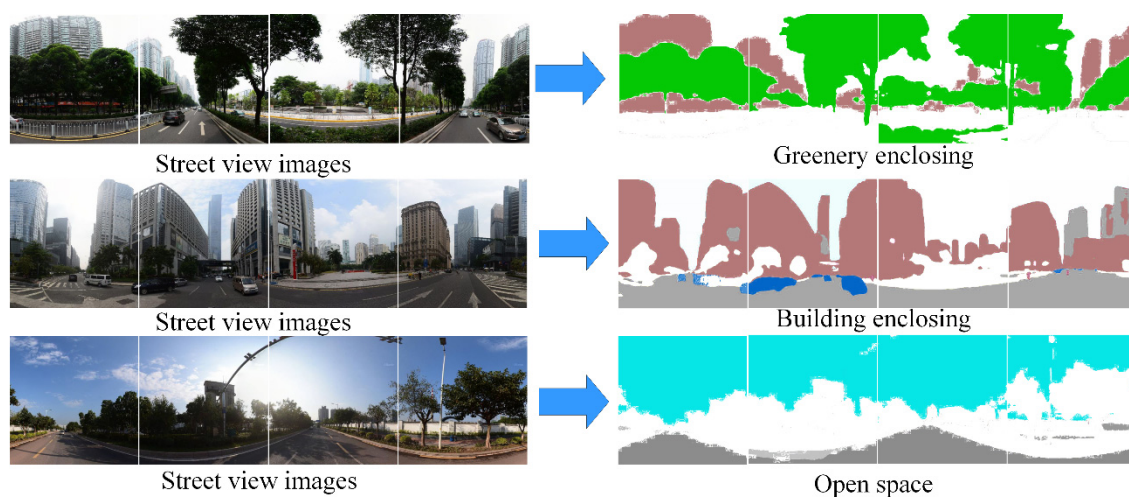 Street view images
Greenery enclosing
Street view images
Building enclosing
Street view images
Open space